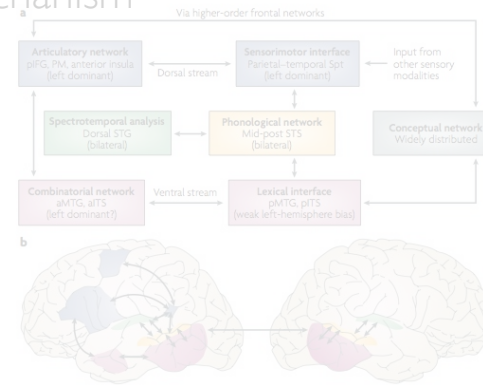 chanism
a
Via higher-order frontal networks
Articulatory network
pIFG, PM, anterior insula
(left dominant)
Dorsal stream
Sensorimotor interface
Parietal–temporal Spt
(left dominant)
Input from
other sensory
modalities
Spectrotemporal analysis
Dorsal STG
(bilateral)
Phonological network
Mid-post STS
(bilateral)
Conceptual network
Widely distributed
Combinatorial network
aMTG, aITS
(left dominant?)
Ventral stream
Lexical interface
pMTG, pITS
(weak left-hemisphere bias)
b